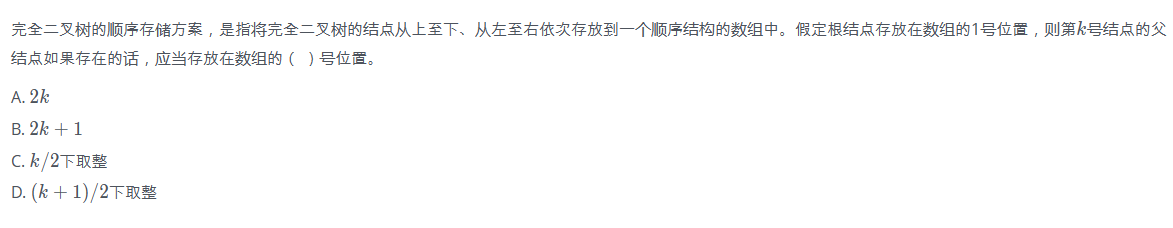 完全二叉树的顺序存储方案，是指将完全二叉树的结点从上至下、从左至右依次存放到一个顺序结构的数组中。假定根结点存放在数组的1号位置，则第k号结点的父
结点如果存在的话，应当存放在数组的（ ）号位置。
A. 2k
B. 2k + 1
C. k/2下取整
D. (k + 1)/2下取整